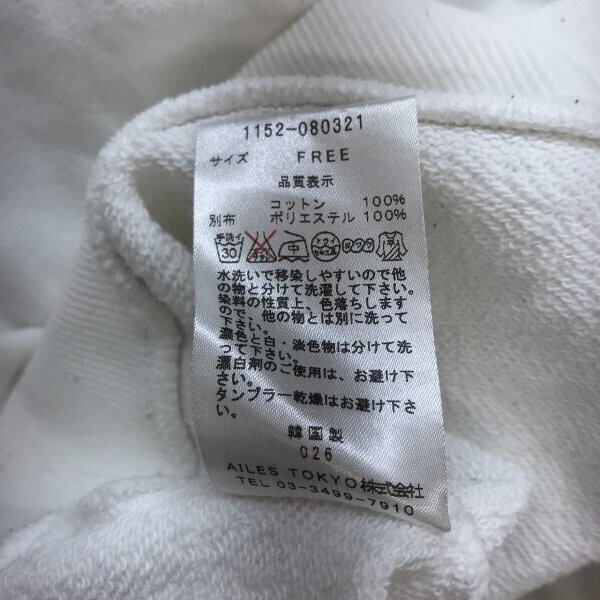 1152-080321
サイズ FREE
品質表示
コットン 100%
別布 ポリエステル 100%
手洗イ 30
水洗いで移染しやすいので他
の物と分けて洗濯して下さい。
染料の性質上、色落ちします
ので、他の物とは別に洗って
下さい。
濃色と白・淡色物は分けて洗
って下さい。
漂白剤のご使用は、お避け下
さい。
タンブラー乾燥はお避け下さ
い。
韓国製
026
AILES TOKYO株式会社
TEL 03-3499-7910